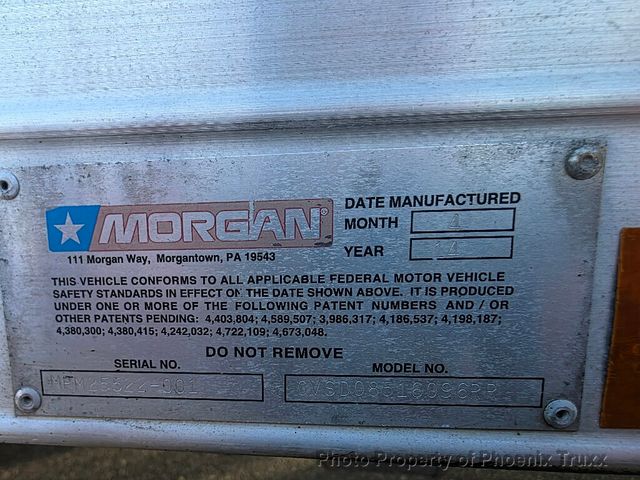 MORGAN®
111 Morgan Way, Morgantown, PA 19543
DATE MANUFACTURED
MONTH 4
YEAR 14
THIS VEHICLE CONFORMS TO ALL APPLICABLE FEDERAL MOTOR VEHICLE
SAFETY STANDARDS IN EFFECT ON THE DATE SHOWN ABOVE. IT IS PRODUCED
UNDER ONE OR MORE OF THE FOLLOWING PATENT NUMBERS AND / OR
OTHER PATENTS PENDING: 4,403,804; 4,589,507; 3,986,317; 4,186,537; 4,198,187;
4,380,300; 4,380,415; 4,242,032; 4,722,109; 4,673,048.
DO NOT REMOVE
SERIAL NO.
MODEL NO.
Photo Property of Phoenix Truxx